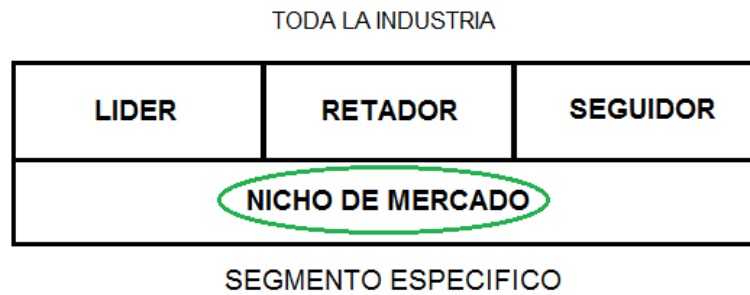 TODA LA INDUSTRIA
LIDER RETADOR SEGUIDOR
NICHO DE MERCADO
SEGMENTO ESPECIFICO